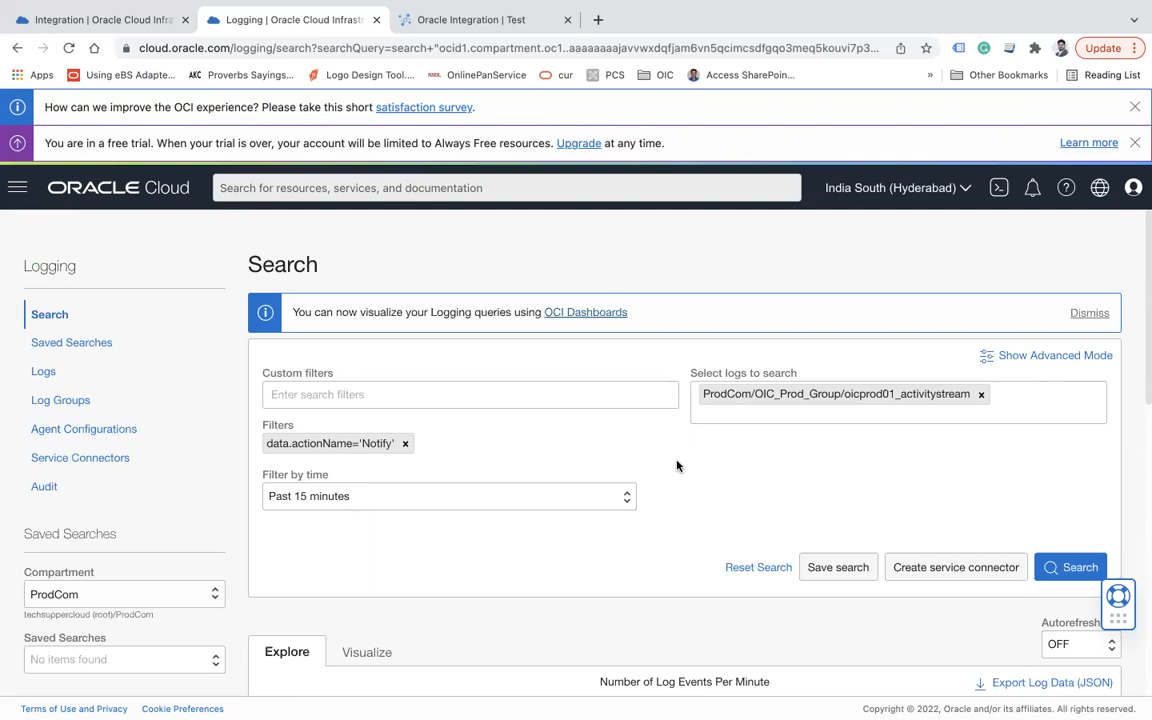 Integration | Oracle Cloud Infra
Logging | Oracle Cloud Infrastr
Oracle Integration | Test
cloud.oracle.com/logging/search?searchQuery=search+"ocid1.compartment.oc1..aaaaaaaajavvwxdqfjam6vn5qcimcsdfgqo3meq5kouvi7p3...
Update
Apps
Using eBS Adapte...
AKC Proverbs Sayings...
Logo Design Tool....
NSDL OnlinePanService
cur
PCS
OIC
Access SharePoin...
»
Other Bookmarks
Reading List
How can we improve the OCI experience? Please take this short satisfaction survey.
You are in a free trial. When your trial is over, your account will be limited to Always Free resources. Upgrade at any time.
Learn more
ORACLE Cloud
Search for resources, services, and documentation
India South (Hyderabad)
Logging
Search
Saved Searches
Logs
Log Groups
Agent Configurations
Service Connectors
Audit
Saved Searches
Compartment
ProdCom
techsuppercloud (root)/ProdCom
Saved Searches
No items found
Search
You can now visualize your Logging queries using OCI Dashboards
Dismiss
Show Advanced Mode
Custom filters
Enter search filters
Select logs to search
ProdCom/OIC_Prod_Group/oicprod01_activitystream ×
Filters
data.actionName='Notify' ×
Filter by time
Past 15 minutes
Reset Search
Save search
Create service connector
Search
Autorefresh
OFF
Explore
Visualize
Number of Log Events Per Minute
Export Log Data (JSON)
Terms of Use and Privacy
Cookie Preferences
Copyright © 2022, Oracle and/or its affiliates. All rights reserved.